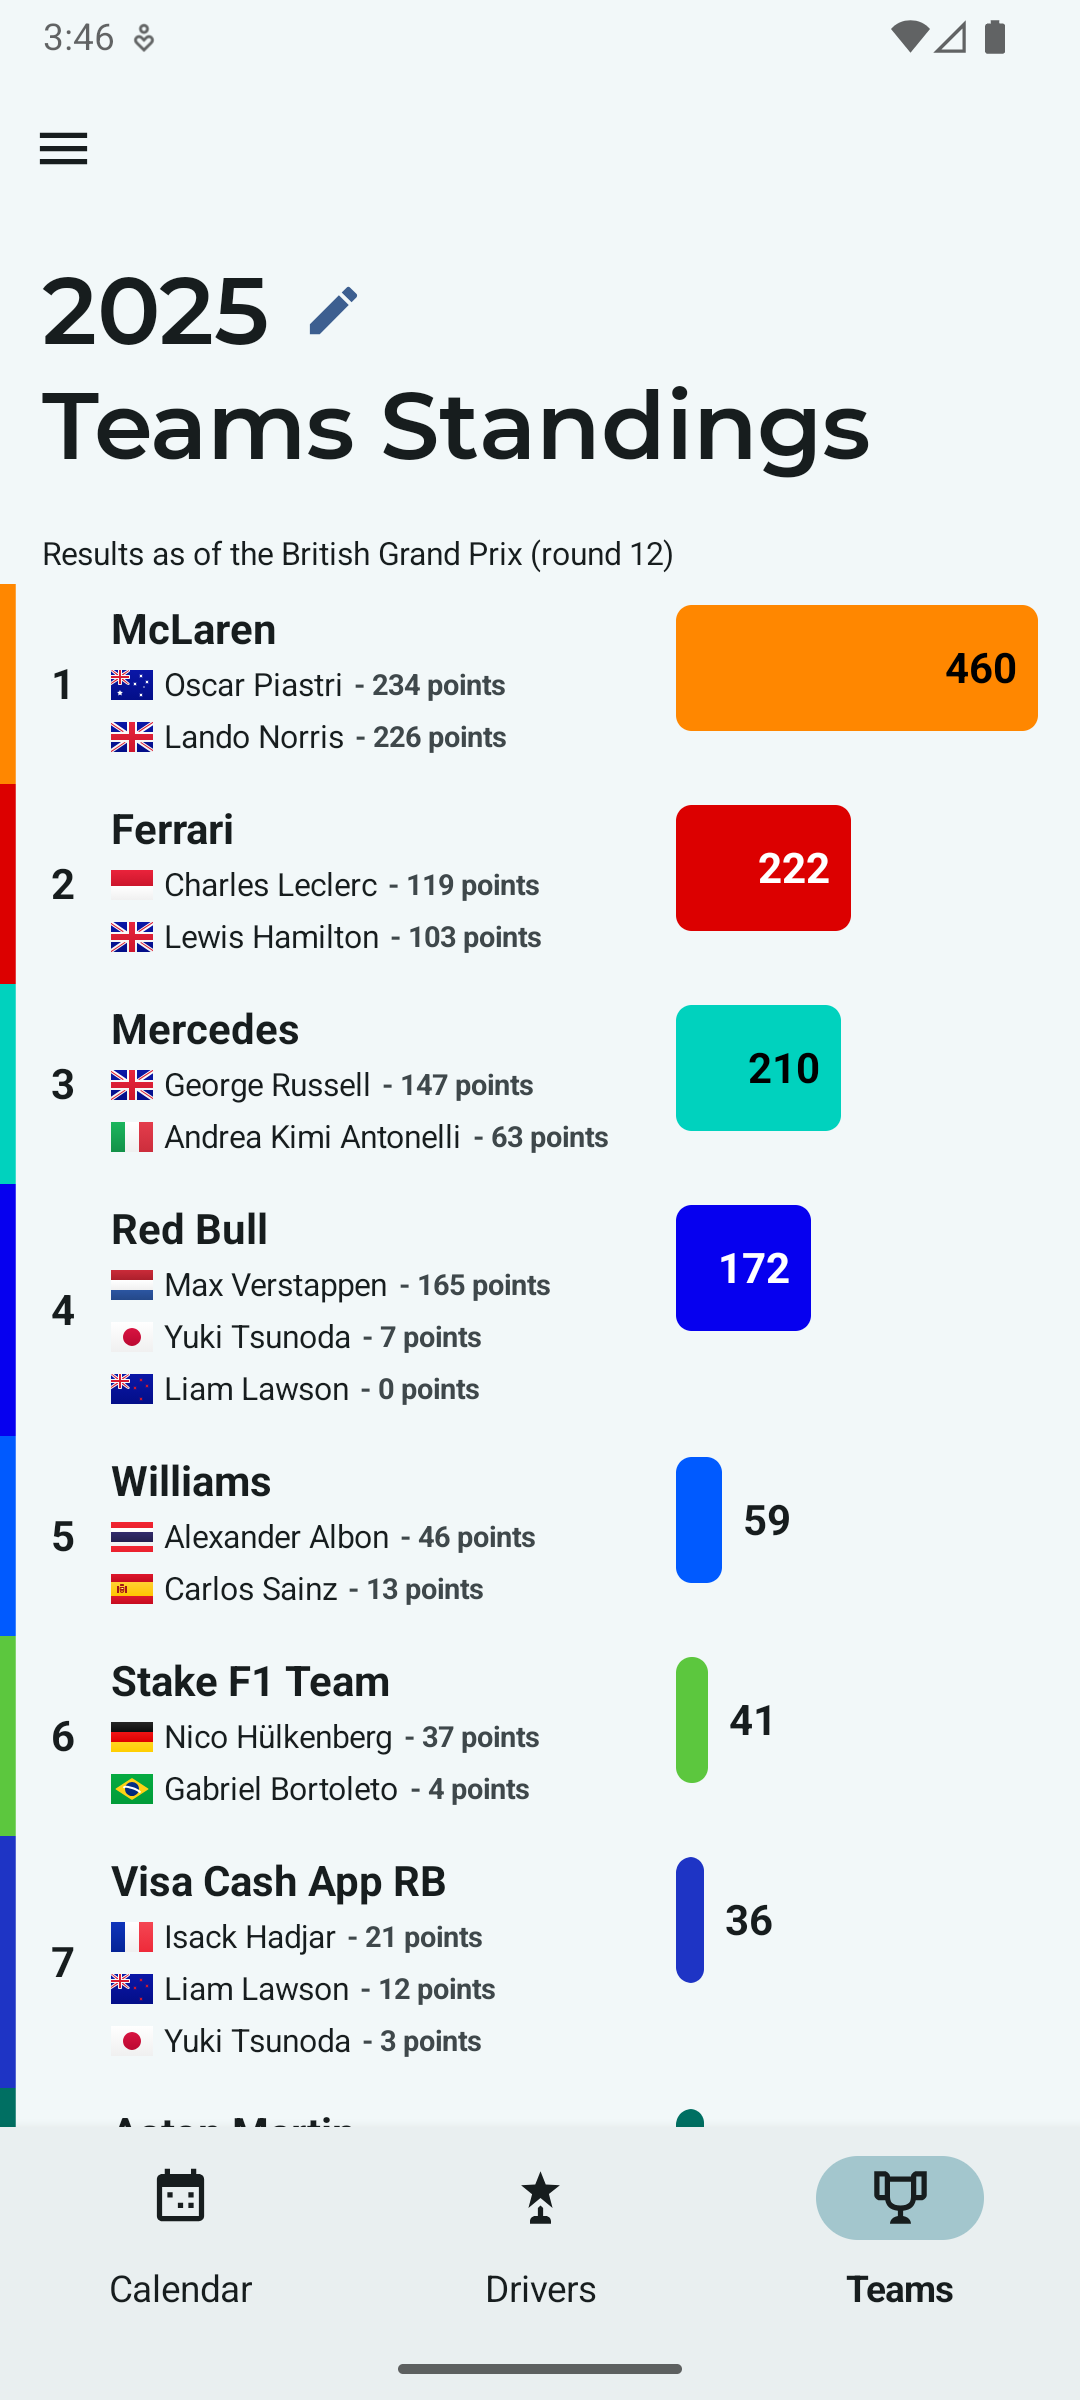 3:46
2025
Teams Standings
Results as of the British Grand Prix (round 12)
1
McLaren
Oscar Piastri - 234 points
Lando Norris - 226 points
460
2
Ferrari
Charles Leclerc - 119 points
Lewis Hamilton - 103 points
222
3
Mercedes
George Russell - 147 points
Andrea Kimi Antonelli - 63 points
210
4
Red Bull
Max Verstappen - 165 points
Yuki Tsunoda - 7 points
Liam Lawson - 0 points
172
5
Williams
Alexander Albon - 46 points
Carlos Sainz - 13 points
59
6
Stake F1 Team
Nico Hülkenberg - 37 points
Gabriel Bortoleto - 4 points
41
7
Visa Cash App RB
Isack Hadjar - 21 points
Liam Lawson - 12 points
Yuki Tsunoda - 3 points
36
Aston Martin
Calendar
Drivers
Teams